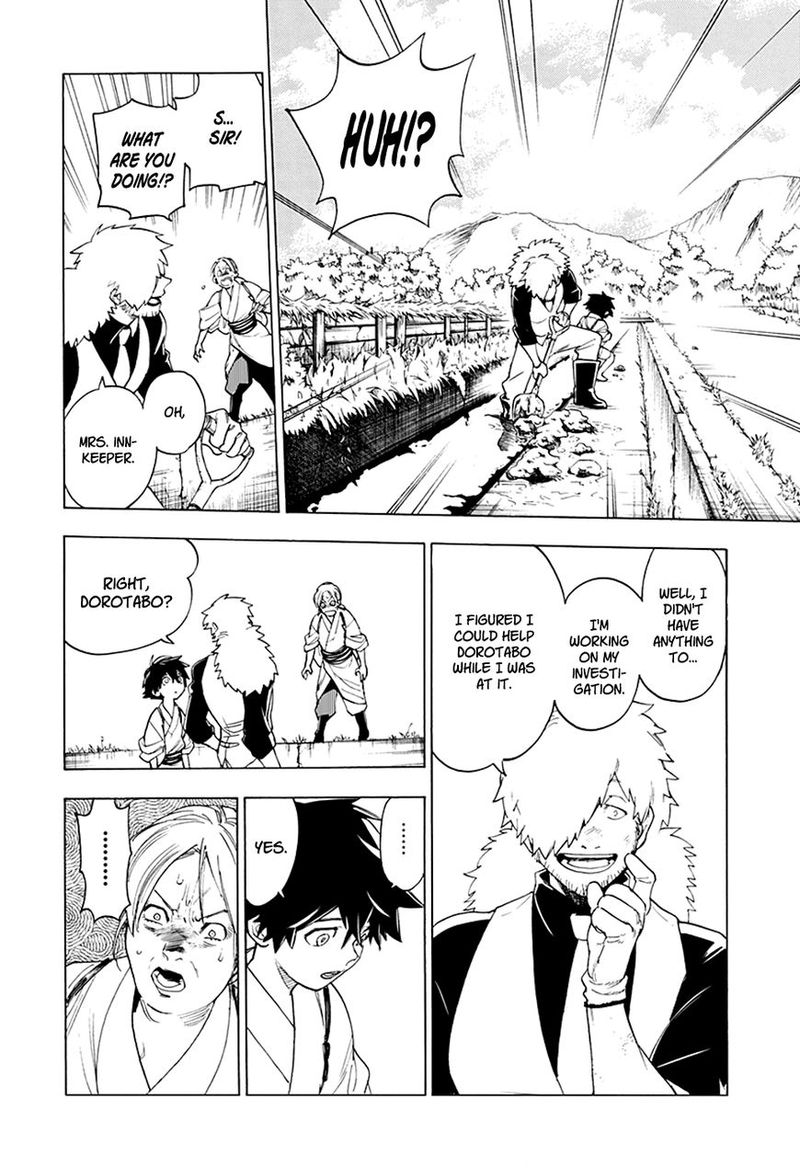 HUH!?
S...
SIR!
WHAT
ARE YOU
DOING!?
OH,
MRS. INN-
KEEPER.
WELL, I
DIDN'T
HAVE
ANYTHING
TO...
I'M
WORKING
ON MY
INVESTI-
GATION.
I FIGURED I
COULD HELP
DOROTABO
WHILE I WAS
AT IT.
RIGHT,
DOROTABO?
........
YES.
........